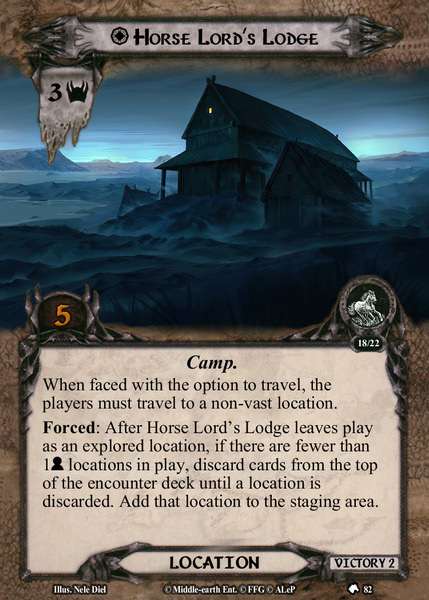 Horse Lord's Lodge
3
5
18/22
Camp.
When faced with the option to travel, the
players must travel to a non-vast location.
Forced: After Horse Lord's Lodge leaves play
as an explored location, if there are fewer than
1 locations in play, discard cards from the top
of the encounter deck until a location is
discarded. Add that location to the staging area.
LOCATION
VICTORY 2
Illus. Nele Diel
© Middle-earth Ent. © FFG © ALeP
82